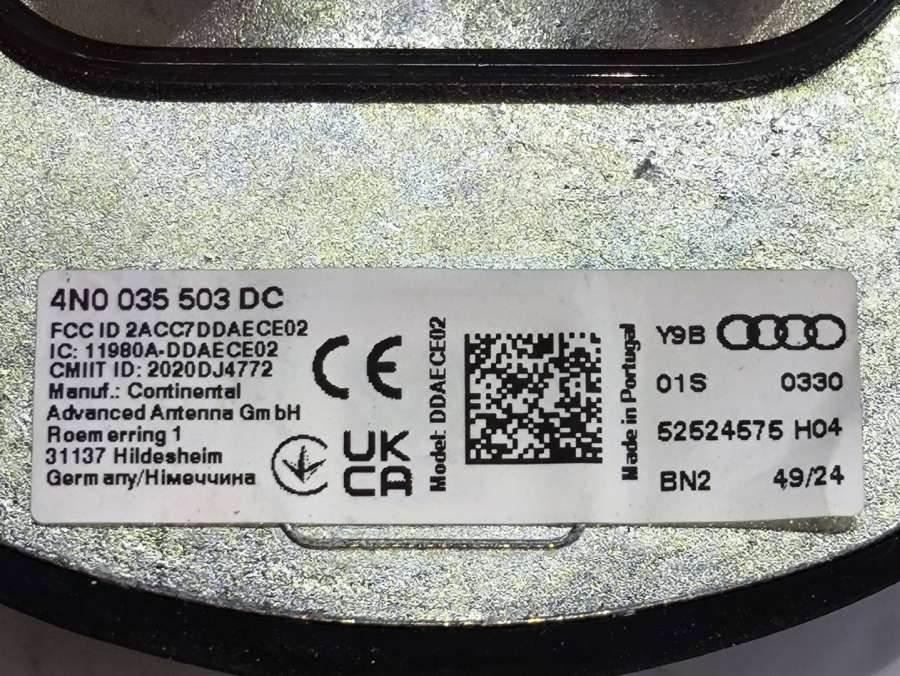 4N0 035 503 DC
FCC ID 2ACC7DDAECE02
IC: 11980A-DDAECE02
CMIIT ID: 2020DJ4772
Manuf.: Continental
Advanced Antenna GmbH
Roemerring 1
31137 Hildesheim
Germany/Німеччина
CE
UK
CA
Model: DDAECE02
Made in Portugal
Y9B
01S 0330
52524575 H04
BN2 49/24